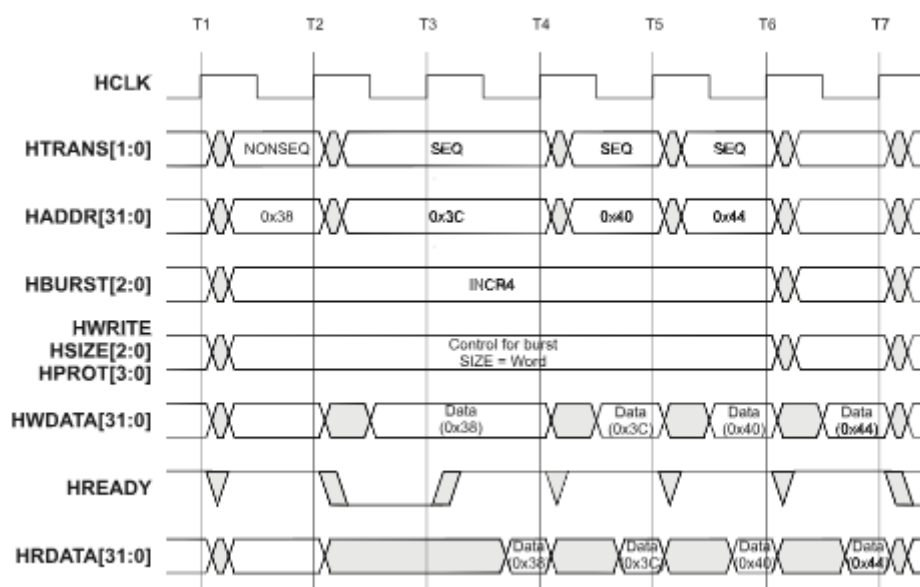 T1 T2 T3 T4 T5 T6 T7
HCLK
HTRANS[1:0] NONSEQ SEQ SEQ SEQ
HADDR[31:0] 0x38 0x3C 0x40 0x44
HBURST[2:0] INCR4
HWRITE
HSIZE[2:0]
HPROT[3:0]
Control for burst
SIZE = Word
HWDATA[31:0]
Data
(0x38)
Data
(0x3C)
Data
(0x40)
Data
(0x44)
HREADY
HRDATA[31:0]
Data
(0x38)
Data
(0x3C)
Data
(0x40)
Data
(0x44)